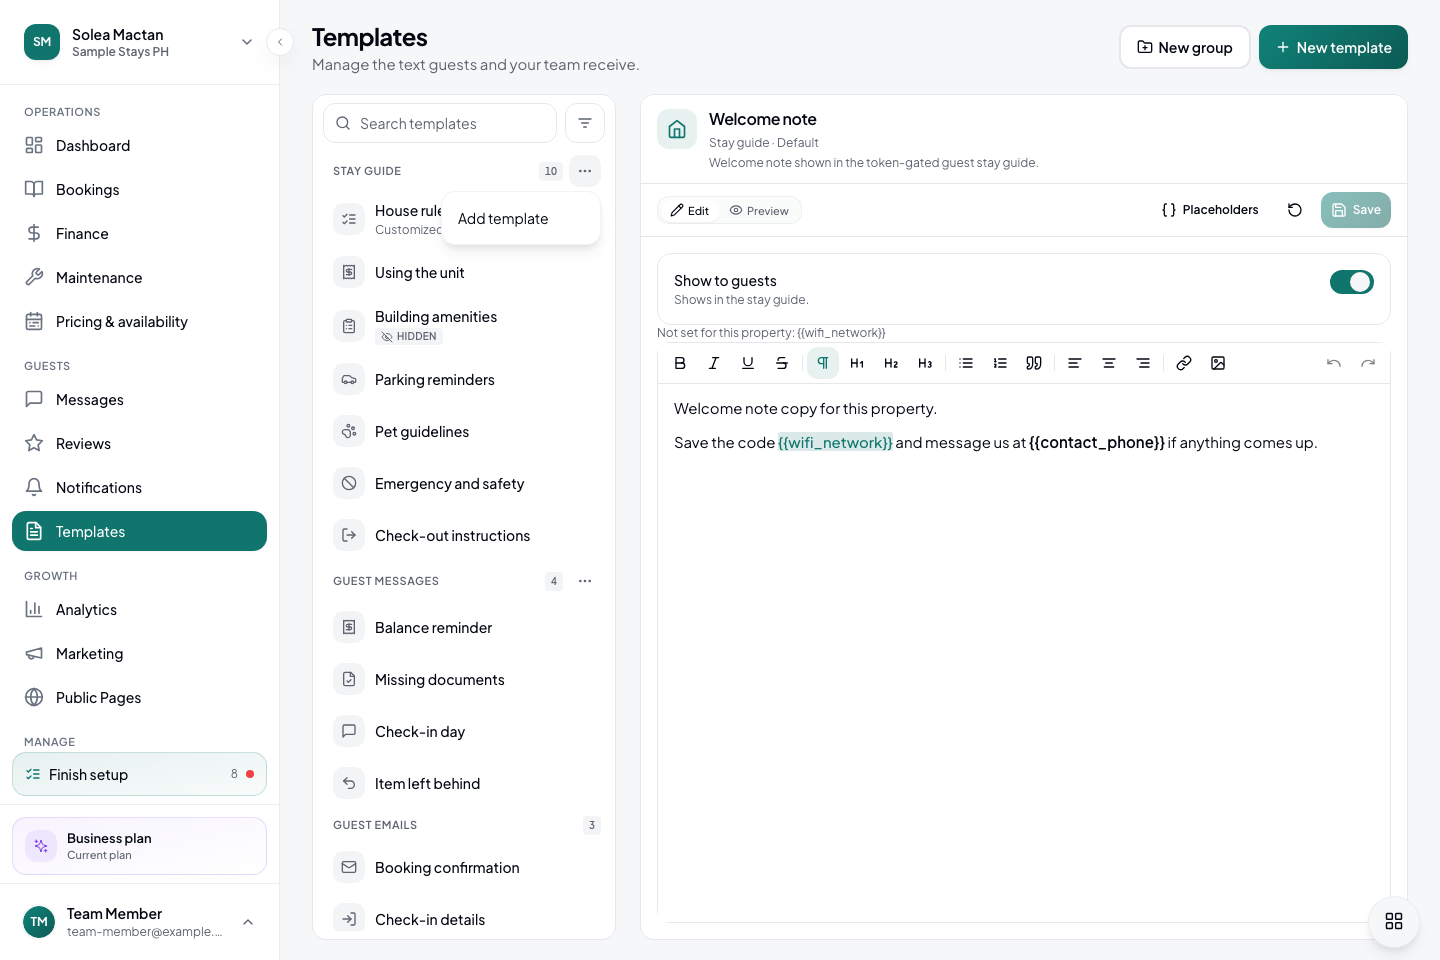 SM
Solea Mactan
Sample Stays PH
OPERATIONS
Dashboard
Bookings
Finance
Maintenance
Pricing & availability
GUESTS
Messages
Reviews
Notifications
Templates
GROWTH
Analytics
Marketing
Public Pages
MANAGE
Finish setup
8
Business plan
Current plan
TM
Team Member
team-member@example....
Templates
Manage the text guests and your team receive.
New group
New template
Search templates
STAY GUIDE
10
Add template
House rule
Customized
Using the unit
Building amenities
HIDDEN
Parking reminders
Pet guidelines
Emergency and safety
Check-out instructions
GUEST MESSAGES
4
Balance reminder
Missing documents
Check-in day
Item left behind
GUEST EMAILS
3
Booking confirmation
Check-in details
Welcome note
Stay guide · Default
Welcome note shown in the token-gated guest stay guide.
Edit
Preview
Placeholders
Save
Show to guests
Shows in the stay guide.
Not set for this property: {{wifi_network}}
B I U S ¶ H1 H2 H3
Welcome note copy for this property.
Save the code {{wifi_network}} and message us at {{contact_phone}} if anything comes up.